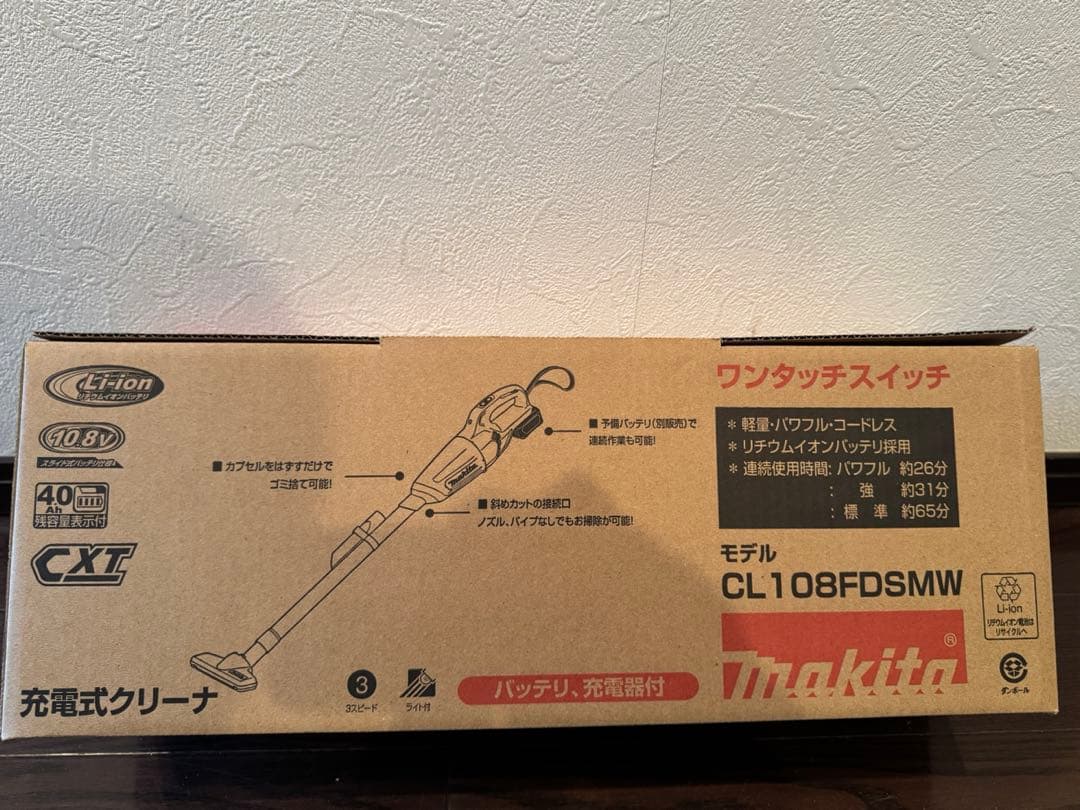 Li-ion
リチウムイオンバッテリ
10.8V
スライド式バッテリ仕様
4.0
Ah
残容量表示付
CXT
充電式クリーナ
■ カプセルをはずすだけで
ゴミ捨て可能!
■ 予備バッテリ(別販売)で
連続作業も可能!
■ 斜めカットの接続口
ノズル、パイプなしでもお掃除が可能!
makita
3
3スピード
ライト付
バッテリ、充電器付
ワンタッチスイッチ
* 軽量・パワフル・コードレス
* リチウムイオンバッテリ採用
* 連続使用時間: パワフル 約26分
: 強 約31分
: 標準 約65分
モデル
CL108FDSMW
makita®
Li-ion
リチウムイオン電池は
リサイクルへ
ダンボール